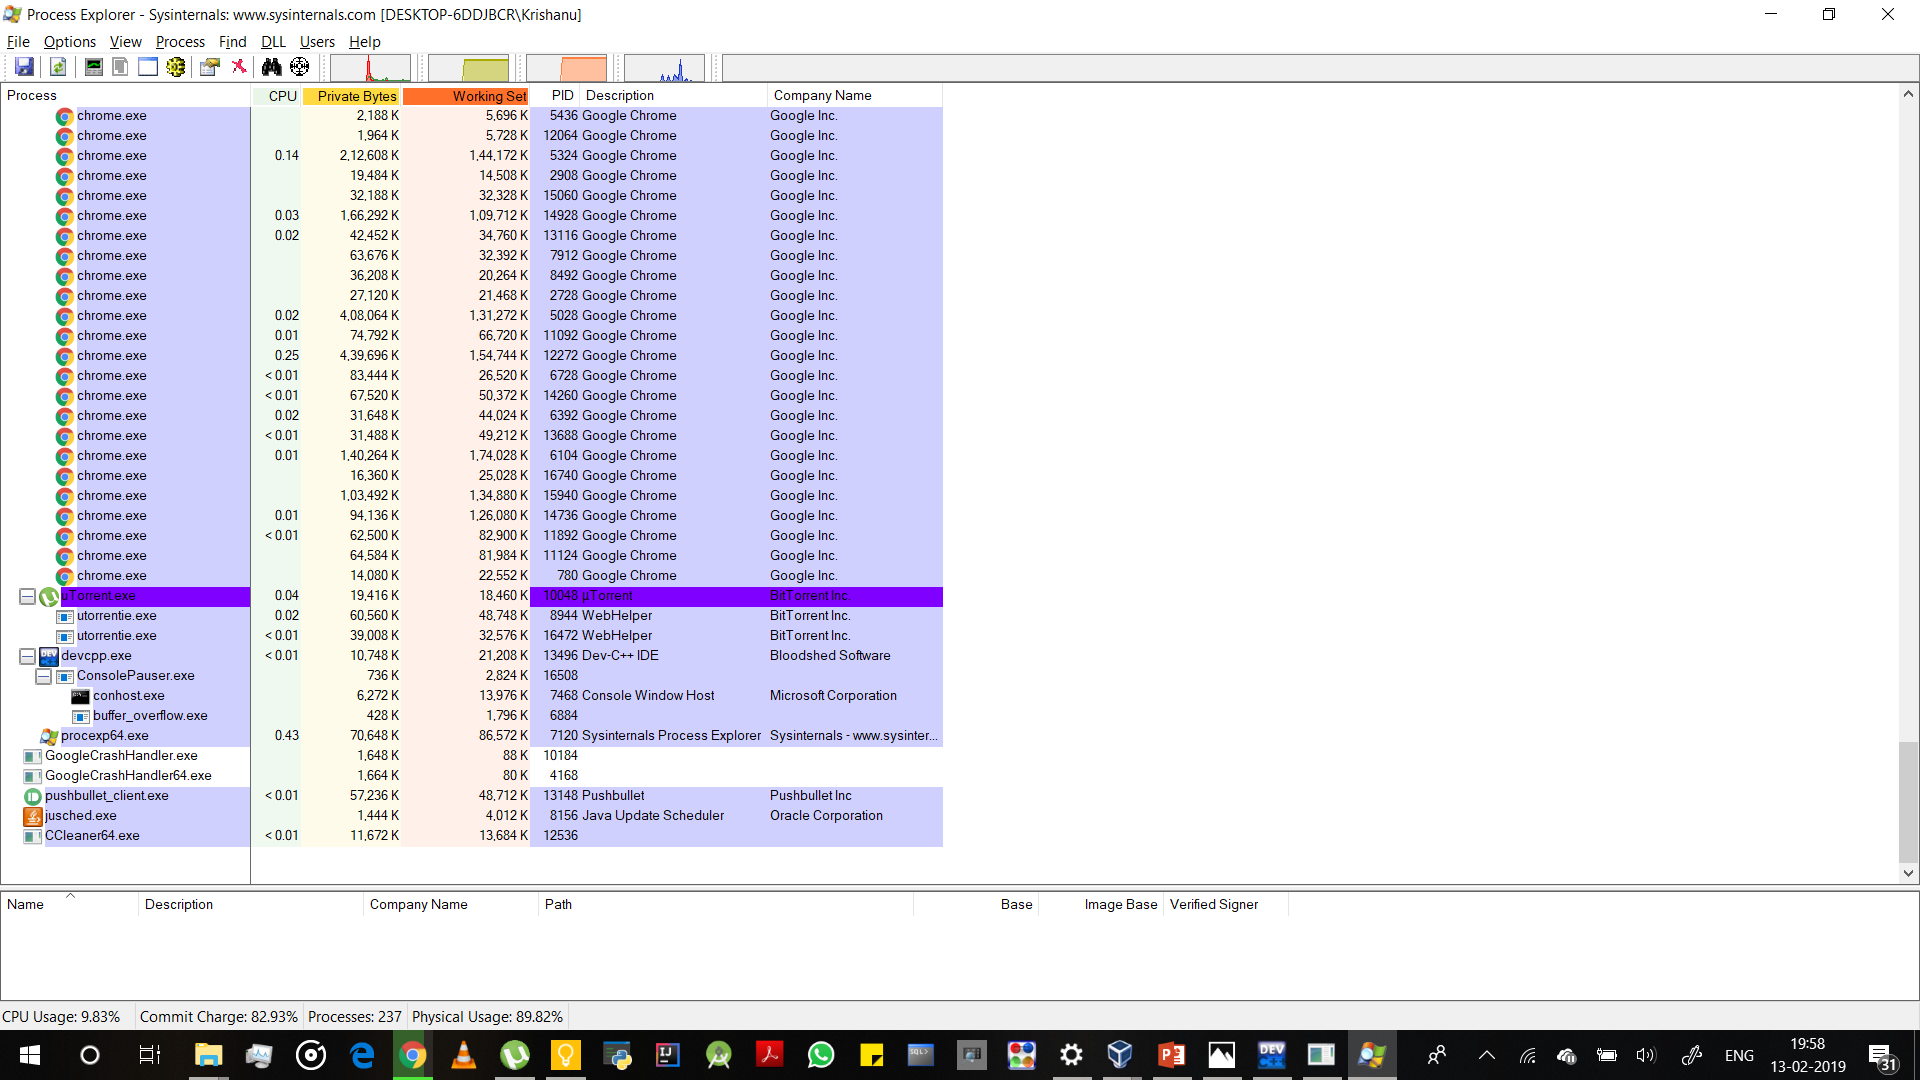 Process Explorer - Sysinternals: www.sysinternals.com [DESKTOP-6DDJBCR\Krishanu]
File Options View Process Find DLL Users Help
Process CPU Private Bytes Working Set PID Description Company Name
chrome.exe 2,188 K 5,696 K 5436 Google Chrome Google Inc.
chrome.exe 1,964 K 5,728 K 12064 Google Chrome Google Inc.
chrome.exe 0.14 2,12,608 K 1,44,172 K 5324 Google Chrome Google Inc.
chrome.exe 19,484 K 14,508 K 2908 Google Chrome Google Inc.
chrome.exe 32,188 K 32,328 K 15060 Google Chrome Google Inc.
chrome.exe 0.03 1,66,292 K 1,09,712 K 14928 Google Chrome Google Inc.
chrome.exe 0.02 42,452 K 34,760 K 13116 Google Chrome Google Inc.
chrome.exe 63,676 K 32,392 K 7912 Google Chrome Google Inc.
chrome.exe 36,208 K 20,264 K 8492 Google Chrome Google Inc.
chrome.exe 27,120 K 21,468 K 2728 Google Chrome Google Inc.
chrome.exe 0.02 4,08,064 K 1,31,272 K 5028 Google Chrome Google Inc.
chrome.exe 0.01 74,792 K 66,720 K 11092 Google Chrome Google Inc.
chrome.exe 0.25 4,39,696 K 1,54,744 K 12272 Google Chrome Google Inc.
chrome.exe < 0.01 83,444 K 26,520 K 6728 Google Chrome Google Inc.
chrome.exe < 0.01 67,520 K 50,372 K 14260 Google Chrome Google Inc.
chrome.exe 0.02 31,648 K 44,024 K 6392 Google Chrome Google Inc.
chrome.exe < 0.01 31,488 K 49,212 K 13688 Google Chrome Google Inc.
chrome.exe 0.01 1,40,264 K 1,74,028 K 6104 Google Chrome Google Inc.
chrome.exe 16,360 K 25,028 K 16740 Google Chrome Google Inc.
chrome.exe 1,03,492 K 1,34,880 K 15940 Google Chrome Google Inc.
chrome.exe 0.01 94,136 K 1,26,080 K 14736 Google Chrome Google Inc.
chrome.exe < 0.01 62,500 K 82,900 K 11892 Google Chrome Google Inc.
chrome.exe 64,584 K 81,984 K 11124 Google Chrome Google Inc.
chrome.exe 14,080 K 22,552 K 780 Google Chrome Google Inc.
uTorrent.exe 0.04 19,416 K 18,460 K 10048 µTorrent BitTorrent Inc.
utorrentie.exe 0.02 60,560 K 48,748 K 8944 WebHelper BitTorrent Inc.
utorrentie.exe < 0.01 39,008 K 32,576 K 16472 WebHelper BitTorrent Inc.
devcpp.exe < 0.01 10,748 K 21,208 K 13496 Dev-C++ IDE Bloodshed Software
ConsolePauser.exe 736 K 2,824 K 16508
conhost.exe 6,272 K 13,976 K 7468 Console Window Host Microsoft Corporation
buffer_overflow.exe 428 K 1,796 K 6884
procexp64.exe 0.43 70,648 K 86,572 K 7120 Sysinternals Process Explorer Sysinternals - www.sysinter...
GoogleCrashHandler.exe 1,648 K 88 K 10184
GoogleCrashHandler64.exe 1,664 K 80 K 4168
pushbullet_client.exe < 0.01 57,236 K 48,712 K 13148 Pushbullet Pushbullet Inc
jusched.exe 1,444 K 4,012 K 8156 Java Update Scheduler Oracle Corporation
CCleaner64.exe < 0.01 11,672 K 13,684 K 12536
Name Description Company Name Path Base Image Base Verified Signer
CPU Usage: 9.83% Commit Charge: 82.93% Processes: 237 Physical Usage: 89.82%
ENG 19:58
13-02-2019 31